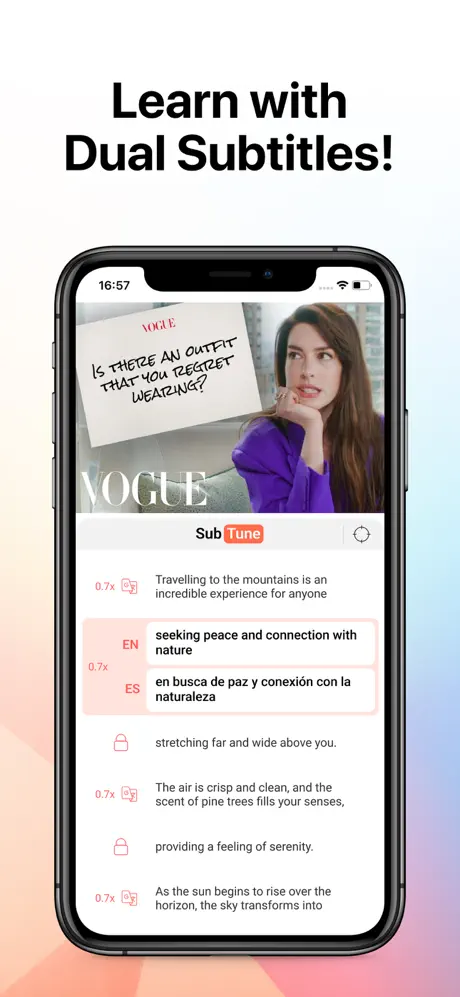 Learn with
Dual Subtitles!
16:57
VOGUE
IS THERE AN OUTFIT
THAT YOU REGRET
WEARING?
VOGUE
Sub Tune
0.7x
Travelling to the mountains is an
incredible experience for anyone
EN
seeking peace and connection with
nature
0.7x
ES
en busca de paz y conexión con la
naturaleza
stretching far and wide above you.
0.7x
The air is crisp and clean, and the
scent of pine trees fills your senses,
providing a feeling of serenity.
0.7x
As the sun begins to rise over the
horizon, the sky transforms into